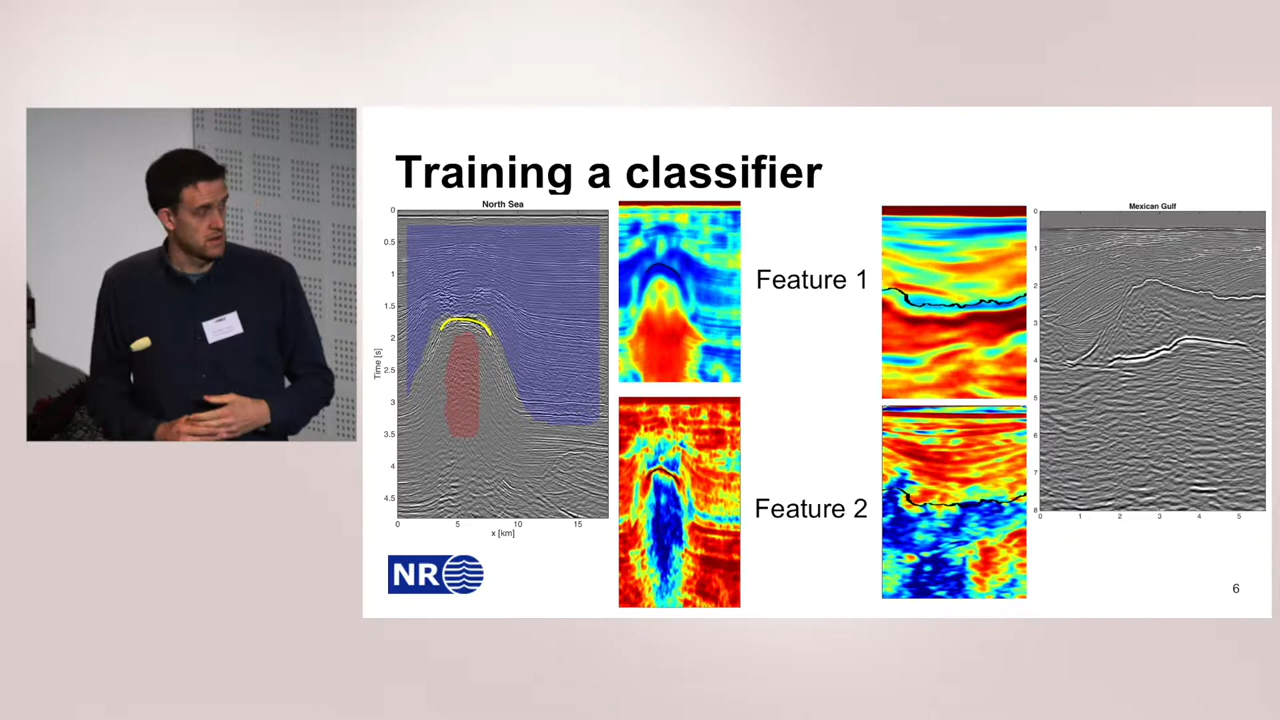 Training a classifier
North Sea
0
0.5
1
1.5
2
2.5
3
3.5
4
4.5
Time [s]
0 5 10 15
x [km]
Feature 1
Feature 2
Mexican Gulf
0
1
2
3
4
5
6
7
8
0 1 2 3 4 5
NR
6